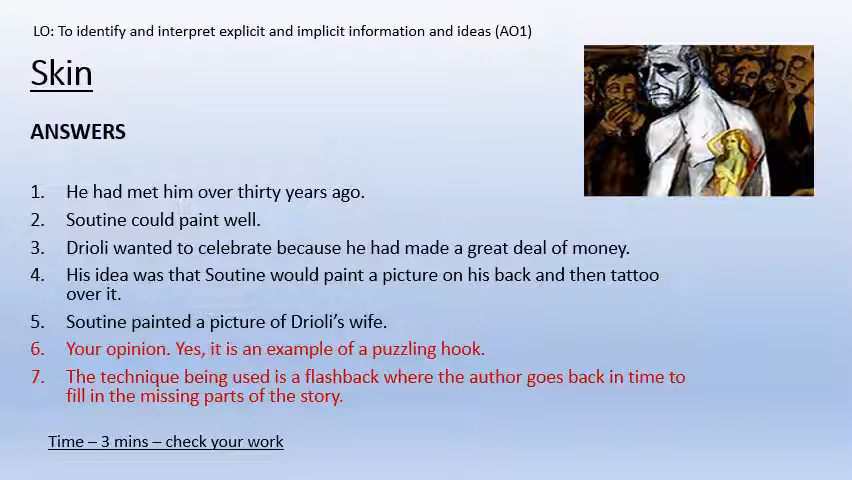 LO: To identify and interpret explicit and implicit information and ideas (AO1)
Skin
ANSWERS
1. He had met him over thirty years ago.
2. Soutine could paint well.
3. Drioli wanted to celebrate because he had made a great deal of money.
4. His idea was that Soutine would paint a picture on his back and then tattoo
over it.
5. Soutine painted a picture of Drioli’s wife.
6. Your opinion. Yes, it is an example of a puzzling hook.
7. The technique being used is a flashback where the author goes back in time to
fill in the missing parts of the story.
Time – 3 mins – check your work